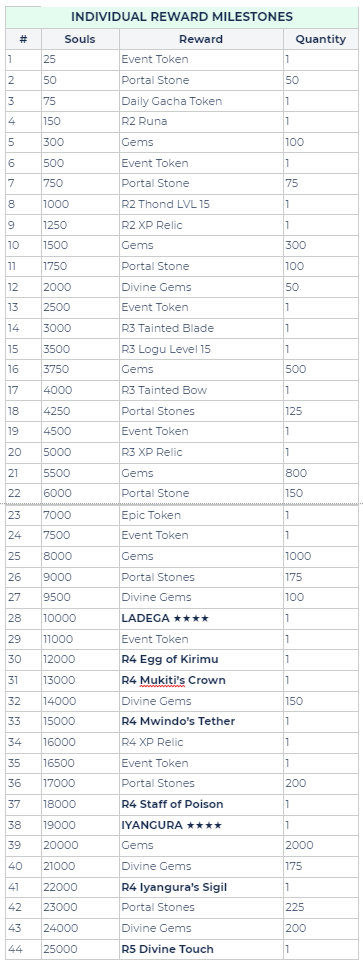 INDIVIDUAL REWARD MILESTONES
# Souls Reward Quantity
1 25 Event Token 1
2 50 Portal Stone 50
3 75 Daily Gacha Token 1
4 150 R2 Runa 1
5 300 Gems 100
6 500 Event Token 1
7 750 Portal Stone 75
8 1000 R2 Thond LVL 15 1
9 1250 R2 XP Relic 1
10 1500 Gems 300
11 1750 Portal Stone 100
12 2000 Divine Gems 50
13 2500 Event Token 1
14 3000 R3 Tainted Blade 1
15 3500 R3 Logu Level 15 1
16 3750 Gems 500
17 4000 R3 Tainted Bow 1
18 4250 Portal Stones 125
19 4500 Event Token 1
20 5000 R3 XP Relic 1
21 5500 Gems 800
22 6000 Portal Stone 150
23 7000 Epic Token 1
24 7500 Event Token 1
25 8000 Gems 1000
26 9000 Portal Stones 175
27 9500 Divine Gems 100
28 10000 LADEGA ★★★★ 1
29 11000 Event Token 1
30 12000 R4 Egg of Kirimu 1
31 13000 R4 Mukiti's Crown 1
32 14000 Divine Gems 150
33 15000 R4 Mwindo's Tether 1
34 16000 R4 XP Relic 1
35 16500 Event Token 1
36 17000 Portal Stones 200
37 18000 R4 Staff of Poison 1
38 19000 IYANGURA ★★★★ 1
39 20000 Gems 2000
40 21000 Divine Gems 175
41 22000 R4 Iyangura's Sigil 1
42 23000 Portal Stones 225
43 24000 Divine Gems 200
44 25000 R5 Divine Touch 1